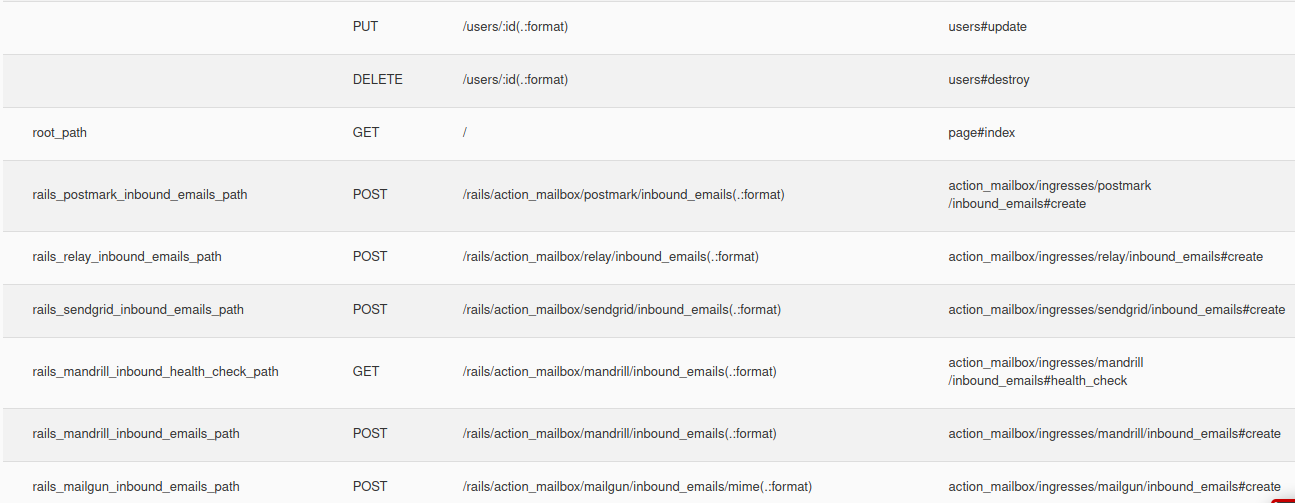 PUT /users/:id(.:format) users#update
DELETE /users/:id(.:format) users#destroy
root_path GET / page#index
rails_postmark_inbound_emails_path POST /rails/action_mailbox/postmark/inbound_emails(.:format) action_mailbox/ingresses/postmark
/inbound_emails#create
rails_relay_inbound_emails_path POST /rails/action_mailbox/relay/inbound_emails(.:format) action_mailbox/ingresses/relay/inbound_emails#create
rails_sendgrid_inbound_emails_path POST /rails/action_mailbox/sendgrid/inbound_emails(.:format) action_mailbox/ingresses/sendgrid/inbound_emails#create
rails_mandrill_inbound_health_check_path GET /rails/action_mailbox/mandrill/inbound_emails(.:format) action_mailbox/ingresses/mandrill
/inbound_emails#health_check
rails_mandrill_inbound_emails_path POST /rails/action_mailbox/mandrill/inbound_emails(.:format) action_mailbox/ingresses/mandrill/inbound_emails#create
rails_mailgun_inbound_emails_path POST /rails/action_mailbox/mailgun/inbound_emails/mime(.:format) action_mailbox/ingresses/mailgun/inbound_emails#create